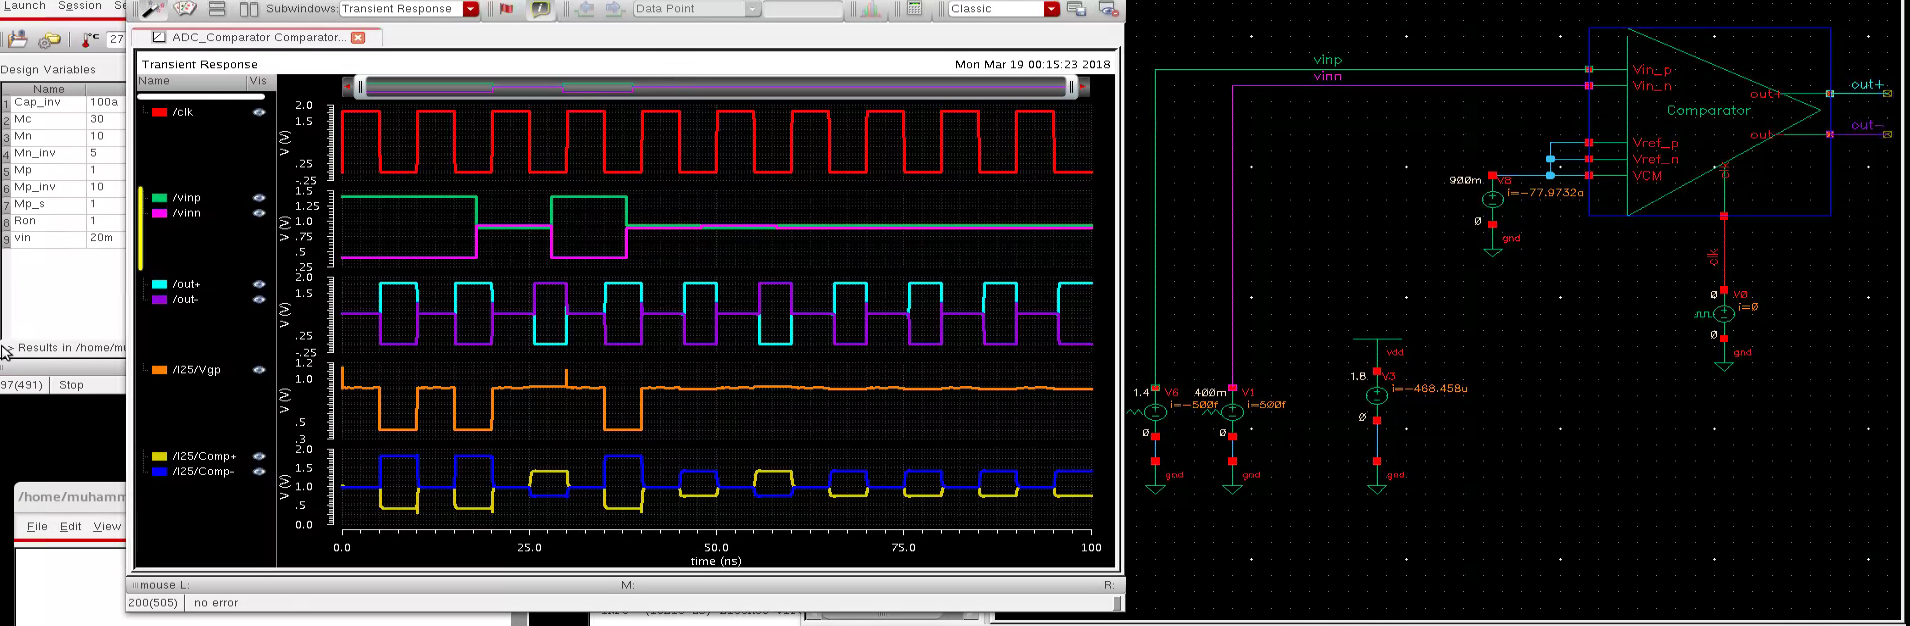 Launch Session
Subwindows: Transient Response
Data Point
Classic
27
ADC_Comparator Comparator...
Design Variables
Name
1 Cap_inv 100a
2 Mc 30
3 Mn 10
4 Mn_inv 5
5 Mp 1
6 Mp_inv 10
7 Mp_s 1
8 Ron 1
9 vin 20m
> Results in /home/mu
97(491) Stop
/home/muhamm
File Edit View
Transient Response
Mon Mar 19 00:15:23 2018
Name Vis
/clk
/vinp
/vinn
/out+
/out-
/I25/Vgp
/I25/Comp+
/I25/Comp-
2.0
1.5
V (V)
.25
-.25
1.5
1.25
1.0
V (V)
.75
.5
.25
2.0
1.5
V (V)
.25
-.25
1.2
1.0
V (V)
.5
.3
2.0
1.5
V (V)
1.0
.5
0.0
0.0 25.0 50.0 75.0 100
time (ns)
mouse L: M: R:
200(505) no error
vinp
vinn
Vin_p
Vin_n
Comparator
out+
out-
out+
out-
Vref_p
Vref_n
VCM
900m
V8
i=-77.9732a
0
gnd
clk
0 V0
i=0
0
gnd
vdd
1.8 V3
i=-468.458u
0
gnd
1.4 V6
i=-500f
0
gnd
400m V1
i=500f
0
gnd